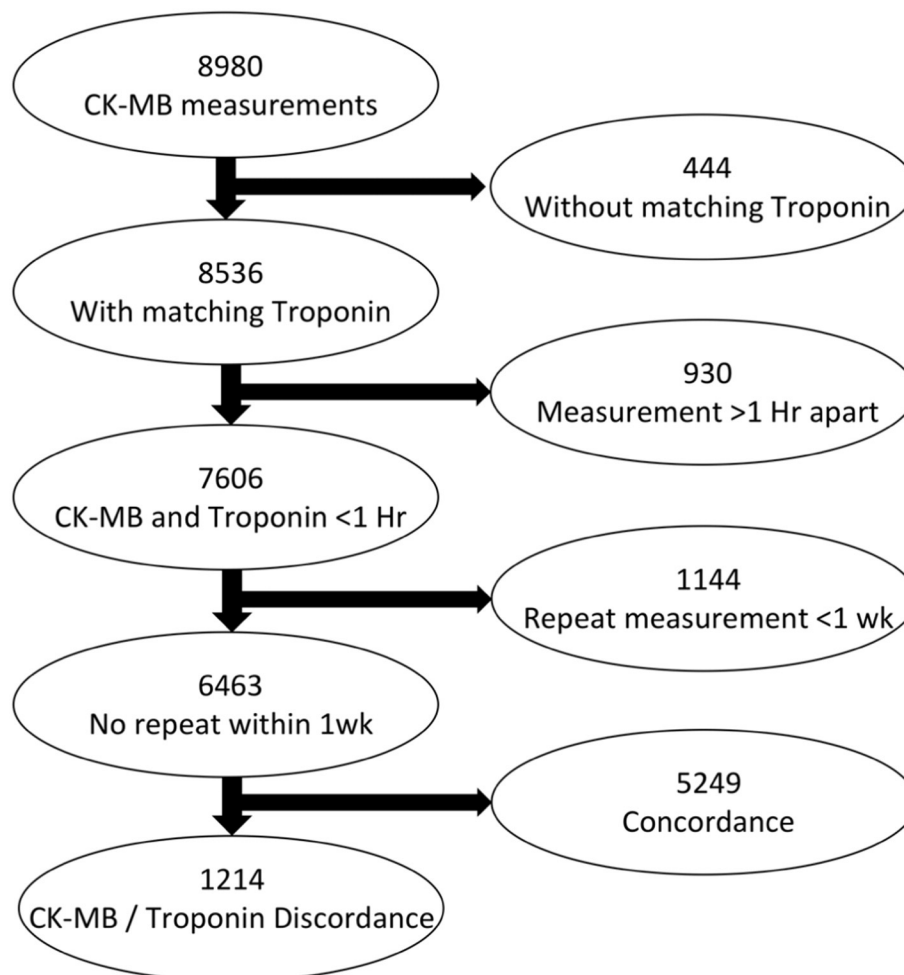 8980
CK-MB measurements
444
Without matching Troponin
8536
With matching Troponin
930
Measurement >1 Hr apart
7606
CK-MB and Troponin <1 Hr
1144
Repeat measurement <1 wk
6463
No repeat within 1wk
5249
Concordance
1214
CK-MB / Troponin Discordance